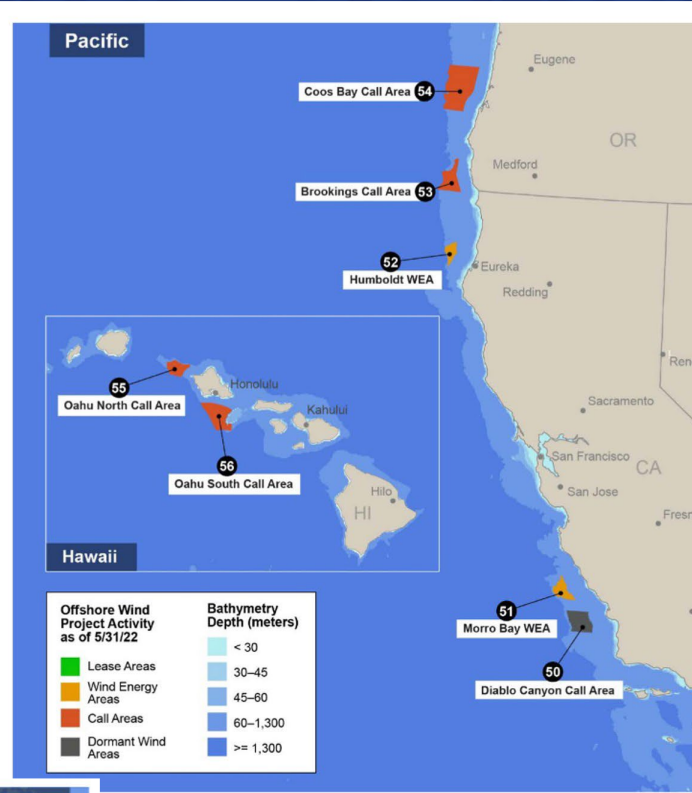 Pacific
Eugene
Coos Bay Call Area 54
OR
Medford
Brookings Call Area 53
52
Humboldt WEA
Eureka
Redding
55
Oahu North Call Area
Honolulu
Kahului
56
Oahu South Call Area
Hilo
HI
Hawaii
Ren
Sacramento
San Francisco
CA
San Jose
Fresn
51
Morro Bay WEA
50
Diablo Canyon Call Area
Offshore Wind
Project Activity
as of 5/31/22
Lease Areas
Wind Energy
Areas
Call Areas
Dormant Wind
Areas
Bathymetry
Depth (meters)
< 30
30–45
45–60
60–1,300
>= 1,300